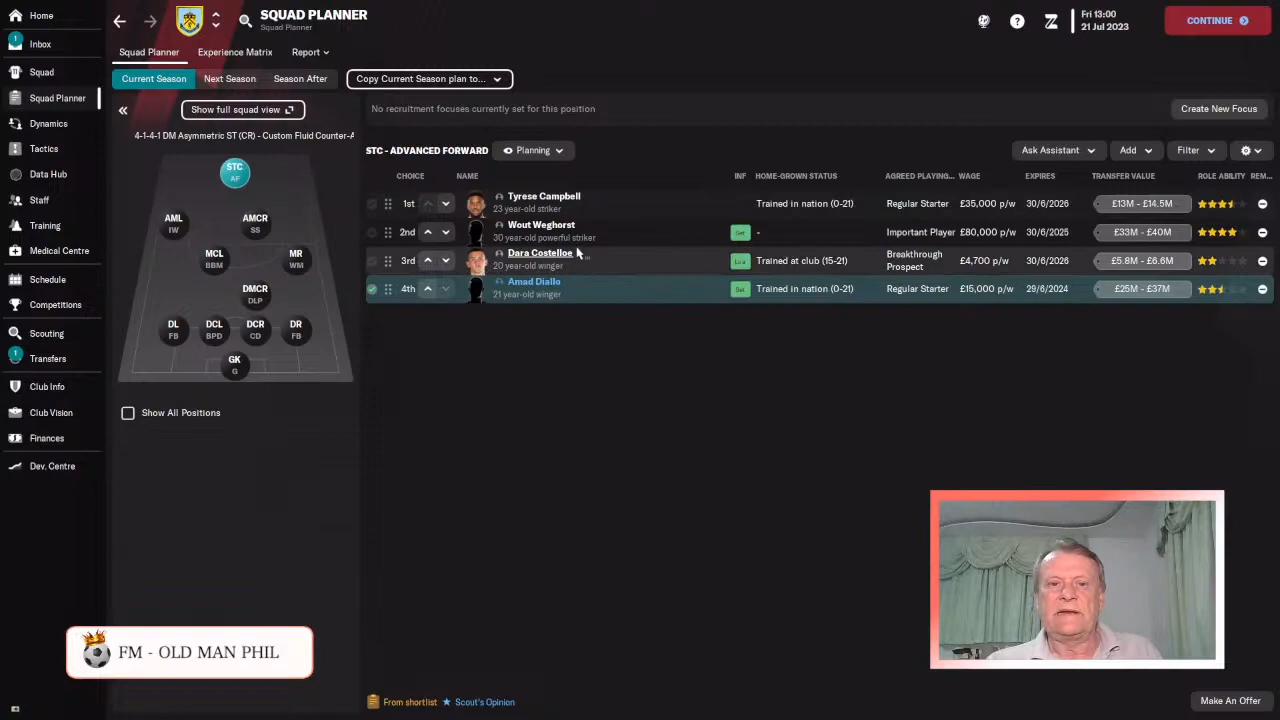 Home
SQUAD PLANNER
Squad Planner
Fri 13:00
21 Jul 2023
CONTINUE
1
Inbox
Squad
Squad Planner
Dynamics
Tactics
Data Hub
Staff
Training
Medical Centre
Schedule
Competitions
Scouting
1
Transfers
Club Info
Club Vision
Finances
Dev. Centre
Squad Planner
Experience Matrix
Report
Current Season
Next Season
Season After
Copy Current Season plan to...
Show full squad view
4-1-4-1 DM Asymmetric ST (CR) - Custom Fluid Counter-A
STC
AF
AML
IW
AMCR
SS
MCL
BBM
MR
WM
DMCR
DLP
DL
FB
DCL
BPD
DCR
CD
DR
FB
GK
G
Show All Positions
No recruitment focuses currently set for this position
Create New Focus
STC - ADVANCED FORWARD
Planning
Ask Assistant
Add
Filter
CHOICE
NAME
INF
HOME-GROWN STATUS
AGREED PLAYING...
WAGE
EXPIRES
TRANSFER VALUE
ROLE ABILITY
REM...
1st
Tyrese Campbell
23 year-old striker
Trained in nation (0-21)
Regular Starter
£35,000 p/w
30/6/2026
£13M - £14.5M
2nd
Wout Weghorst
30 year-old powerful striker
-
Important Player
£80,000 p/w
30/6/2025
£33M - £40M
3rd
Dara Costelloe
20 year-old winger
Trained at club (15-21)
Breakthrough
Prospect
£4,700 p/w
30/6/2026
£5.8M - £6.6M
4th
Amad Diallo
21 year-old winger
Trained in nation (0-21)
Regular Starter
£15,000 p/w
29/6/2024
£25M - £37M
FM - OLD MAN PHIL
From shortlist
Scout's Opinion
Make An Offer